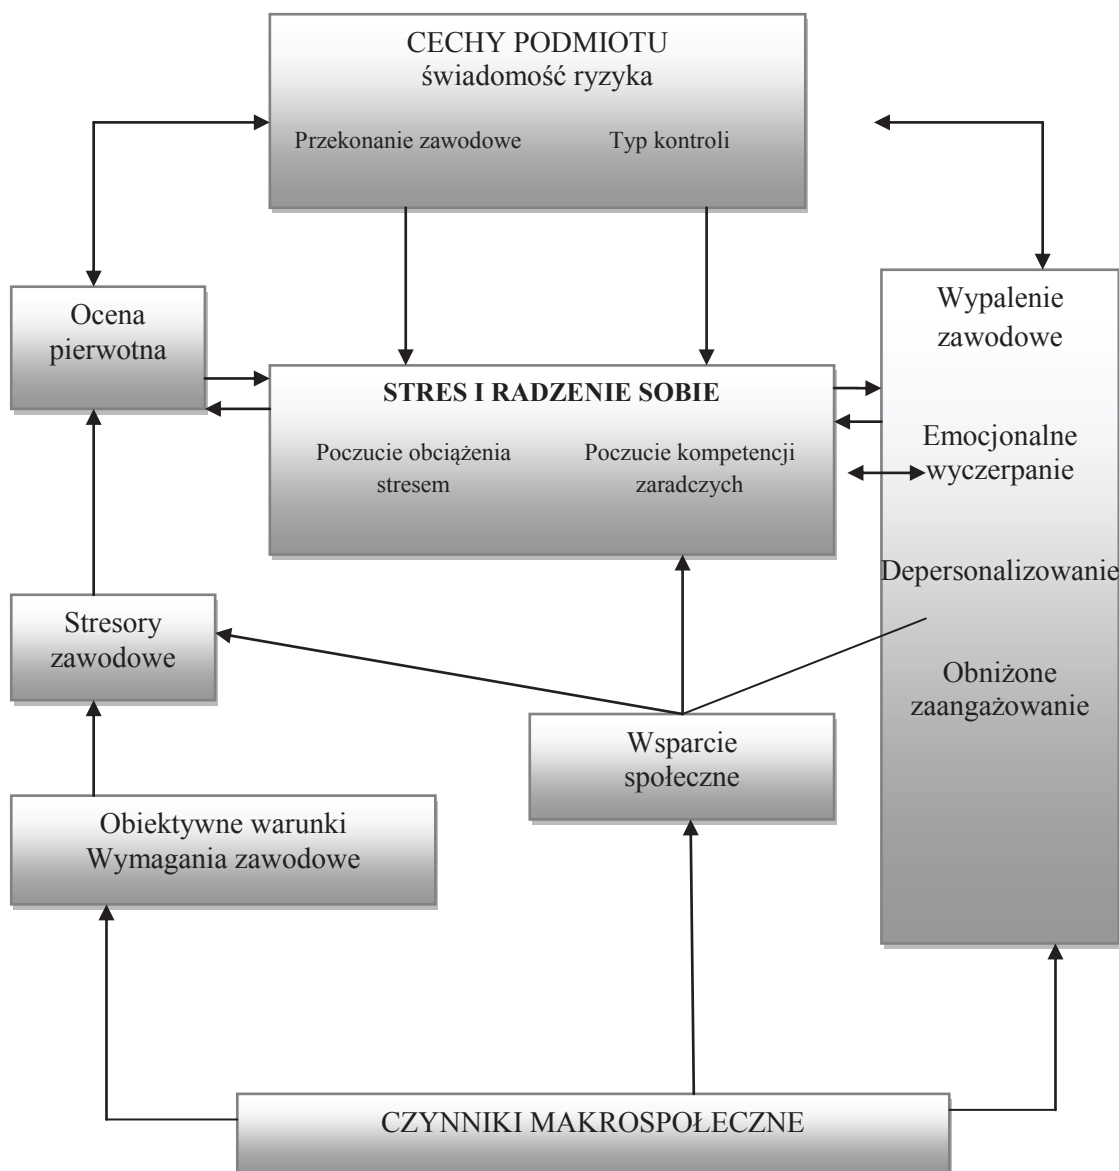 CECHY PODMIOTU
świadomość ryzyka
Przekonanie zawodowe
Typ kontroli
Ocena
pierwotna
Wypalenie
zawodowe
STRES I RADZENIE SOBIE
Poczucie obciążenia
stresem
Poczucie kompetencji
zaradczych
Emocjonalne
wyczerpanie
Depersonalizowanie
Obniżone
zaangażowanie
Stresory
zawodowe
Wsparcie
społeczne
Obiektywne warunki
Wymagania zawodowe
CZYNNIKI MAKROSPOŁECZNE